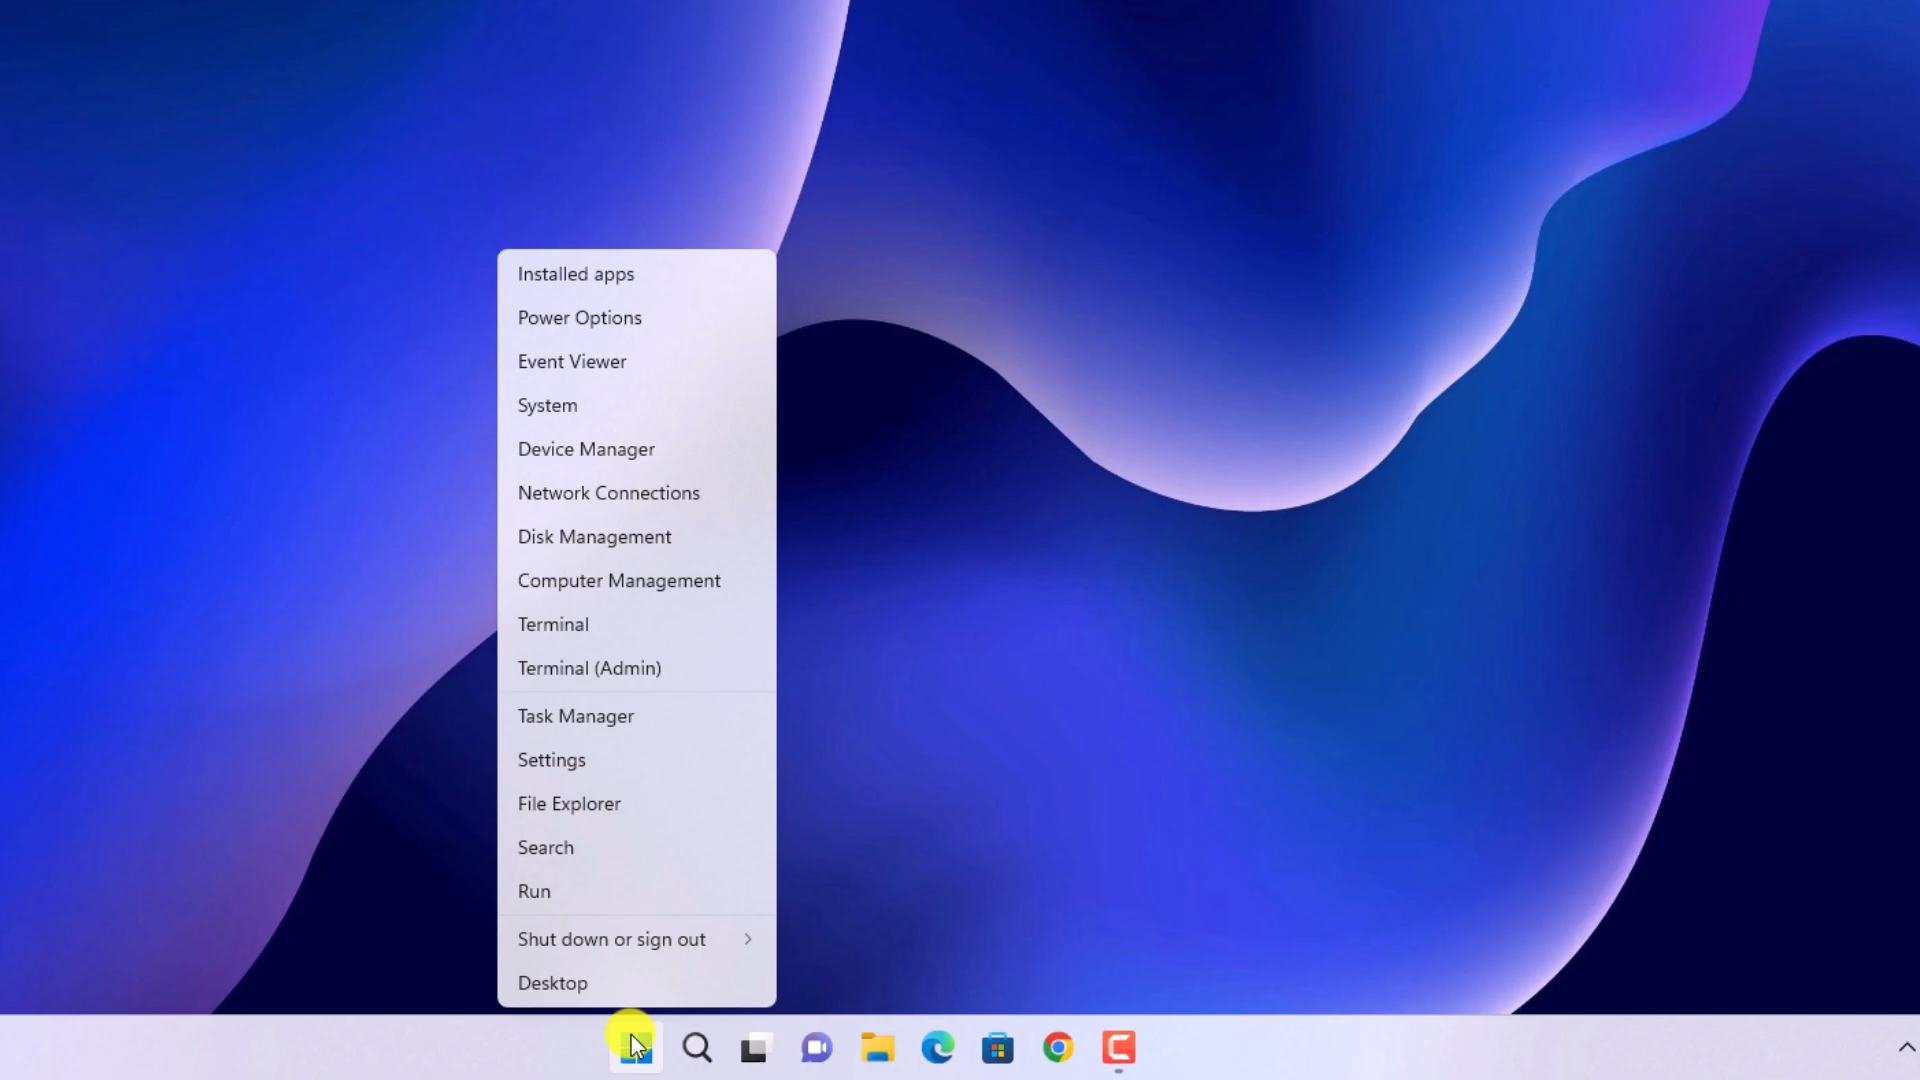 Installed apps
Power Options
Event Viewer
System
Device Manager
Network Connections
Disk Management
Computer Management
Terminal
Terminal (Admin)
Task Manager
Settings
File Explorer
Search
Run
Shut down or sign out
Desktop